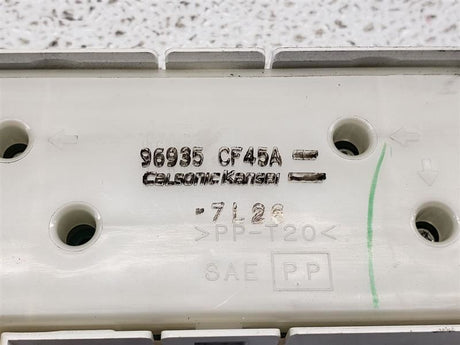 96935 CF45A
CalsonicKansei
-7L26
>PP-T20<
SAE PP